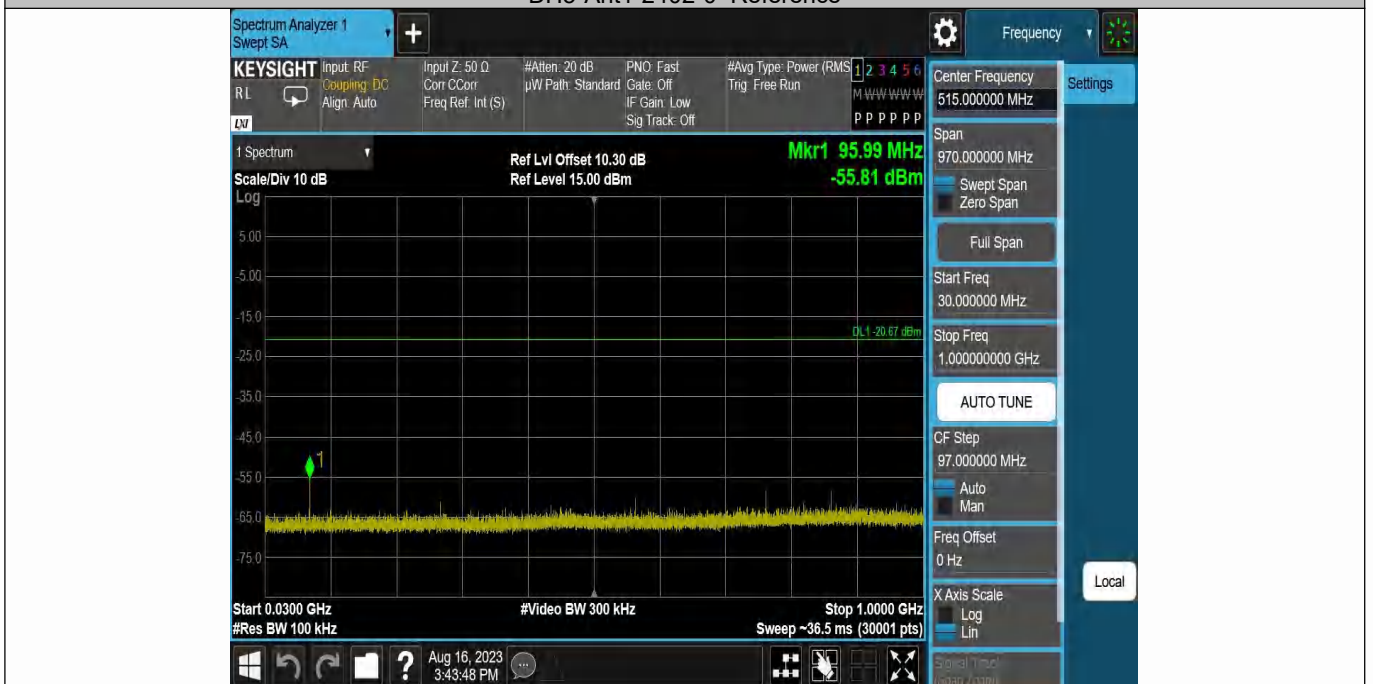 Spectrum Analyzer 1
Swept SA
+
Frequency
KEYSIGHT
RL
LXI
Input: RF
Coupling: DC
Align: Auto
Input Z: 50 Ω
Corr CCorr
Freq Ref: Int (S)
#Atten: 20 dB
µW Path: Standard
PNO: Fast
Gate: Off
IF Gain: Low
Sig Track: Off
#Avg Type: Power (RMS
Trig: Free Run
1 2 3 4 5 6
M W W W W W
P P P P P P
Center Frequency
515.000000 MHz
Settings
1 Spectrum
Scale/Div 10 dB
Log
Ref Lvl Offset 10.30 dB
Ref Level 15.00 dBm
Mkr1 95.99 MHz
-55.81 dBm
Span
970.000000 MHz
Swept Span
Zero Span
Full Span
Start Freq
30.000000 MHz
Stop Freq
1.000000000 GHz
AUTO TUNE
CF Step
97.000000 MHz
Auto
Man
Freq Offset
0 Hz
X Axis Scale
Log
Lin
Local
5.00
-5.00
-15.0
DL1 -20.67 dBm
-25.0
-35.0
-45.0
1
-55.0
-65.0
-75.0
Start 0.0300 GHz
#Video BW 300 kHz
Stop 1.0000 GHz
#Res BW 100 kHz
Sweep ~36.5 ms (30001 pts)
?
Aug 16, 2023
3:43:48 PM
Signal Track
(Span Zoom)